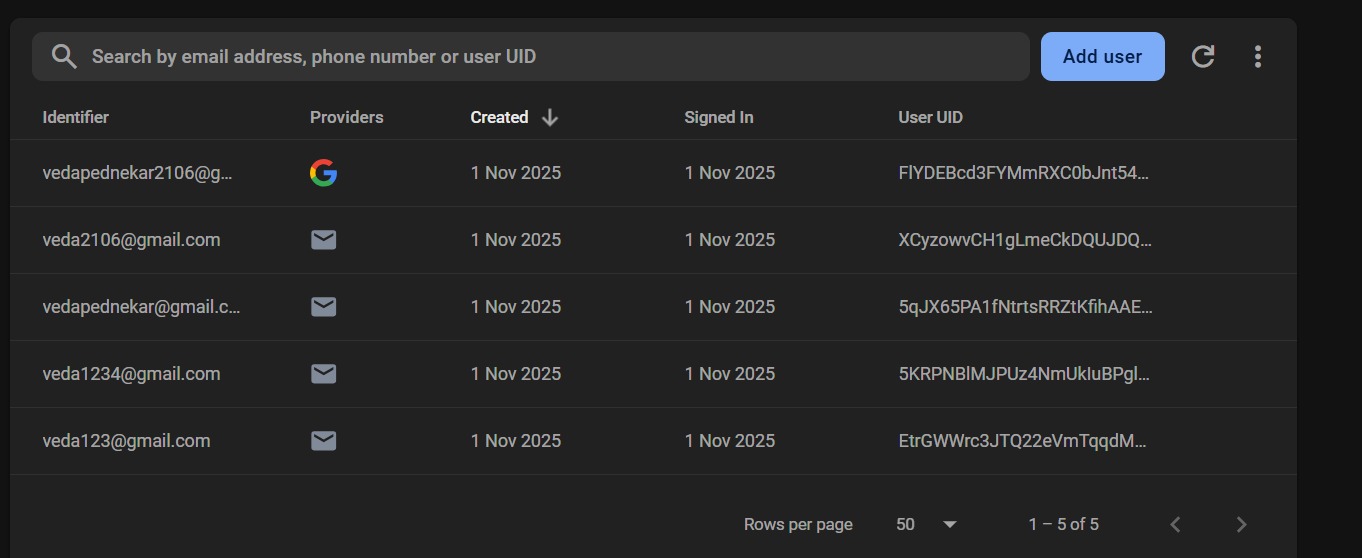 Search by email address, phone number or user UID Add user
Identifier Providers Created Signed In User UID
vedapednekar2106@g... 1 Nov 2025 1 Nov 2025 FlYDEBcd3FYMmRXC0bJnt54...
veda2106@gmail.com 1 Nov 2025 1 Nov 2025 XCyzowvCH1gLmeCkDQUJDQ...
vedapednekar@gmail.c... 1 Nov 2025 1 Nov 2025 5qJX65PA1fNtrtsRRZtKfihAAE...
veda1234@gmail.com 1 Nov 2025 1 Nov 2025 5KRPNBlMJPUz4NmUkIuBPgl...
veda123@gmail.com 1 Nov 2025 1 Nov 2025 EtrGWWrc3JTQ22eVmTqqdM...
Rows per page 50 1 – 5 of 5